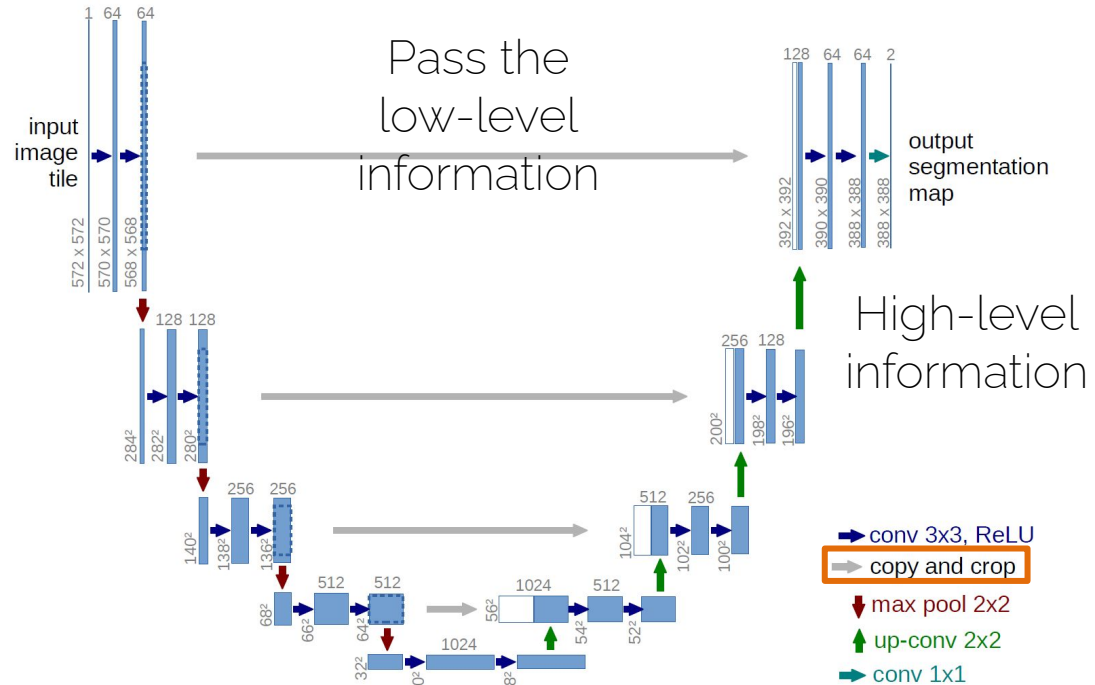 1 64 64
128 64 64 2
Pass the
low-level
information
input
image
tile
output
segmentation
map
572 x 572
570 x 570
568 x 568
392 x 392
390 x 390
388 x 388
388 x 388
128 128
256 128
High-level
information
284²
282²
280²
200²
198²
196²
256 256
512 256
140²
138²
136²
104²
102²
100²
conv 3x3, ReLU
copy and crop
max pool 2x2
up-conv 2x2
conv 1x1
512 512
1024 512
68²
66²
64²
56²
54²
52²
1024
32²
0²
8²